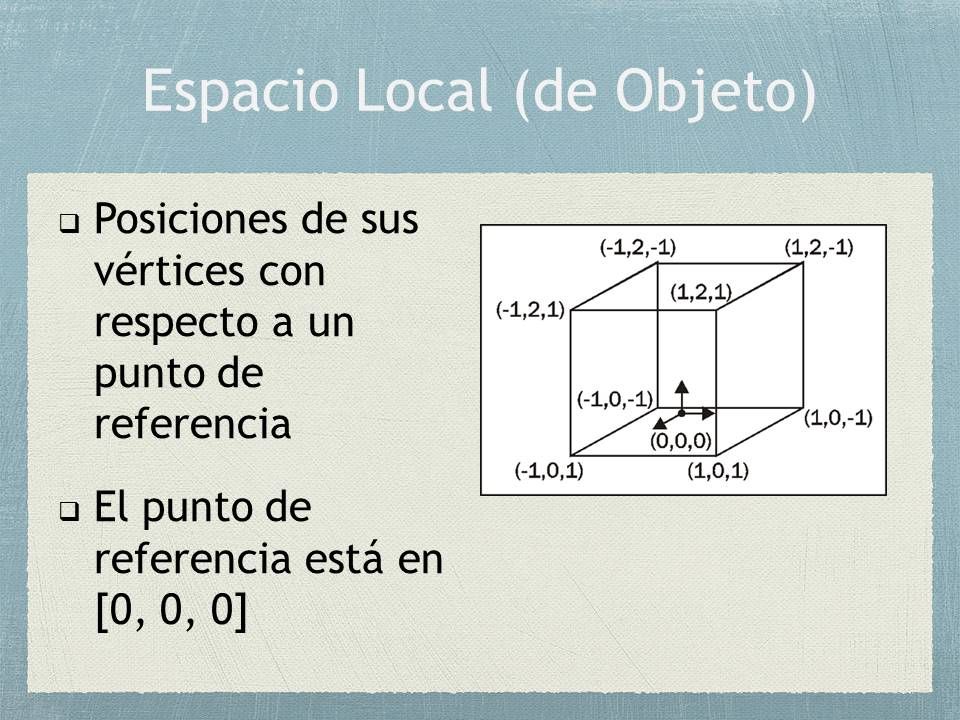 Espacio Local (de Objeto)
Posiciones de sus
vértices con
respecto a un
punto de
referencia
El punto de
referencia está en
[0, 0, 0]
(-1,2,-1) (1,2,-1)
(-1,2,1) (1,2,1)
(-1,0,-1) (1,0,-1)
(0,0,0)
(-1,0,1) (1,0,1)